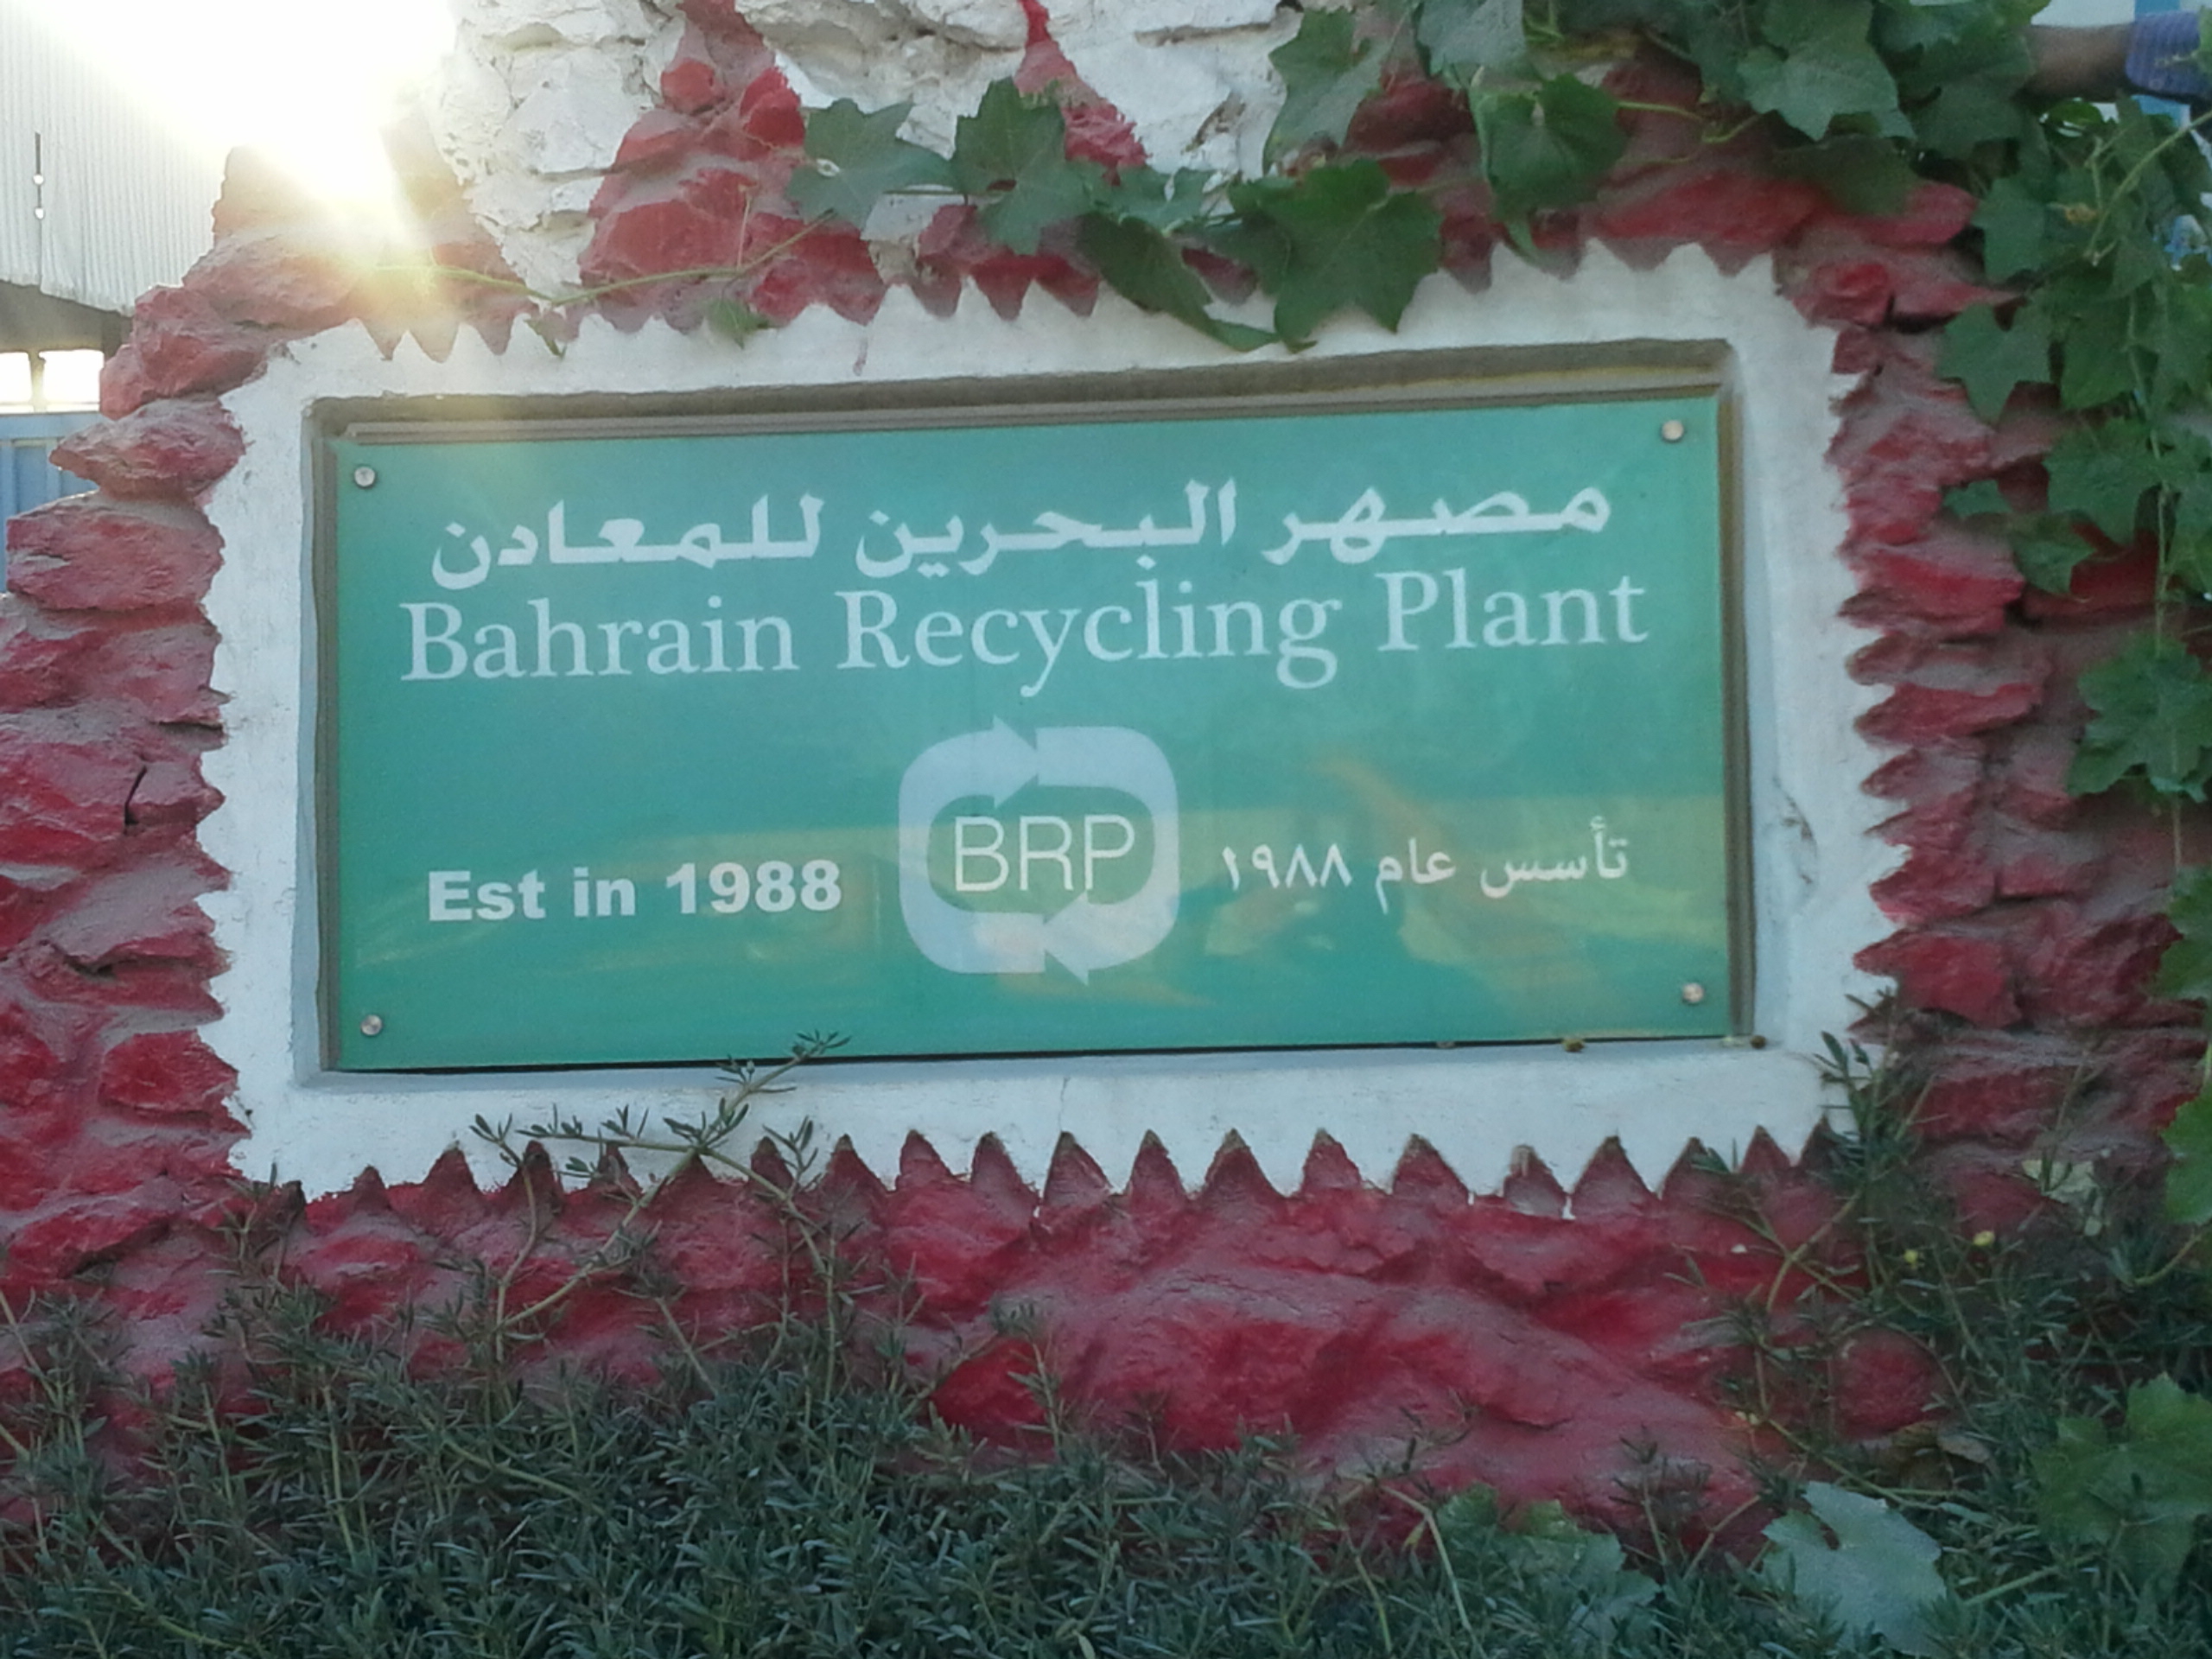 مصهر البحرين للمعادن
Bahrain Recycling Plant
BRP
Est in 1988
تأسس عام ١٩٨٨